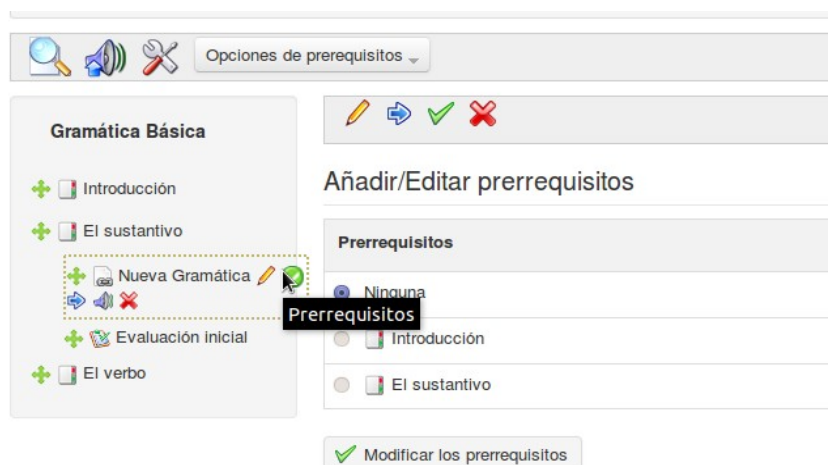 Opciones de prerequisitos
Gramática Básica
Introducción
El sustantivo
Nueva Gramática
Evaluación inicial
El verbo
Añadir/Editar prerrequisitos
Prerrequisitos
Ninguna
Prerrequisitos
Introducción
El sustantivo
Modificar los prerrequisitos